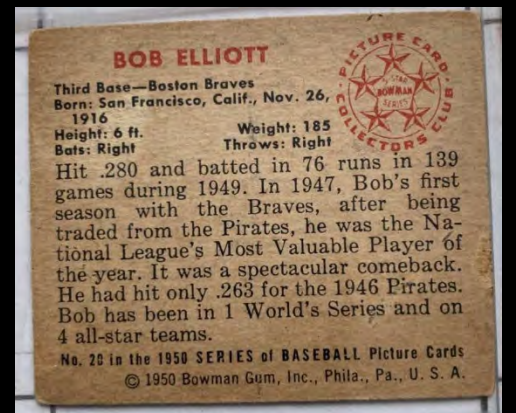 BOB ELLIOTT
PICTURE CARD
COLLECTORS CLUB
5-STAR
BOWMAN
SERIES
Third Base—Boston Braves
Born: San Francisco, Calif., Nov. 26,
1916
Height: 6 ft. Weight: 185
Bats: Right Throws: Right
Hit .280 and batted in 76 runs in 139
games during 1949. In 1947, Bob's first
season with the Braves, after being
traded from the Pirates, he was the Na-
tional League's Most Valuable Player of
the year. It was a spectacular comeback.
He had hit only .263 for the 1946 Pirates.
Bob has been in 1 World's Series and on
4 all-star teams.
No. 20 in the 1950 SERIES of BASEBALL Picture Cards
© 1950 Bowman Gum, Inc., Phila., Pa., U. S. A.